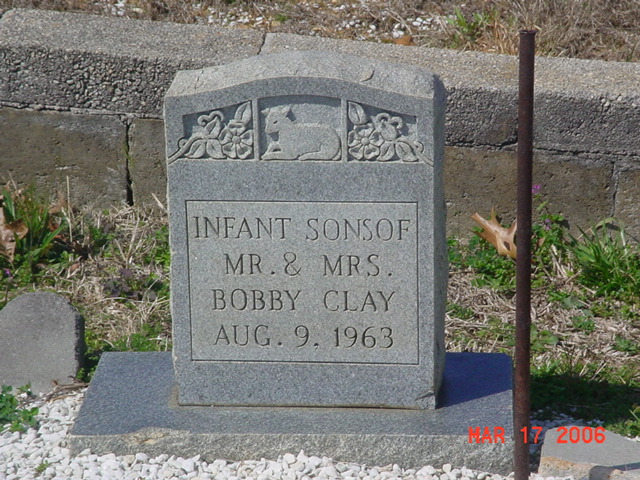 INFANT SONSOF
MR. & MRS.
BOBBY CLAY
AUG. 9, 1963
MAR 17 2006